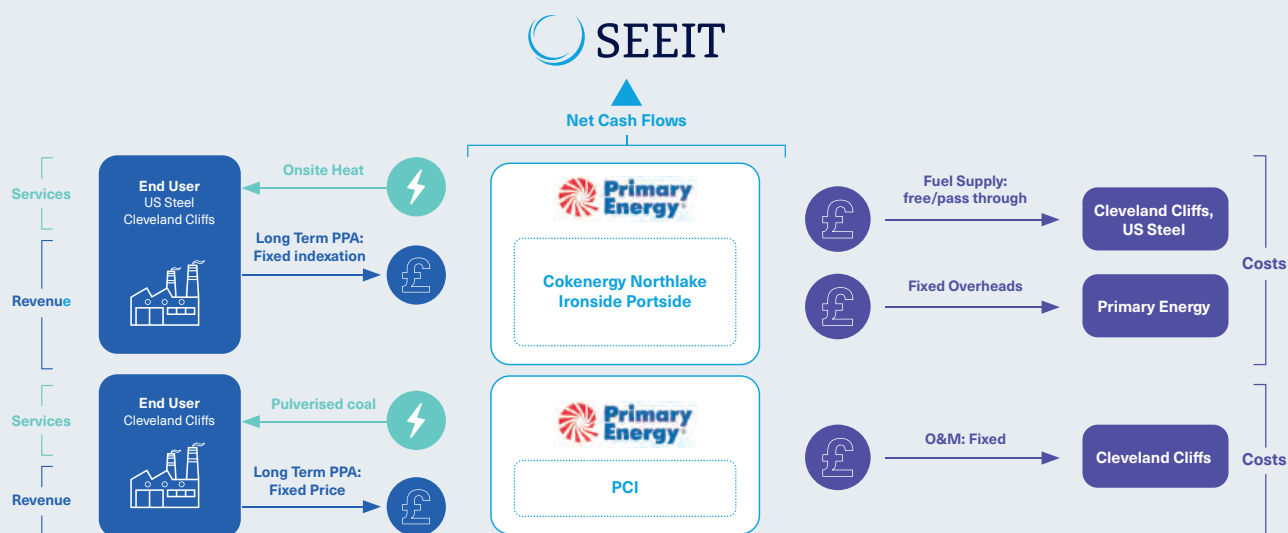 SEEIT
Net Cash Flows
Services
End User
US Steel
Cleveland Cliffs
Onsite Heat
Revenue
Long Term PPA:
Fixed indexation
£
Primary
Energy
Cokenergy Northlake
Ironside Portside
£
Fuel Supply:
free/pass through
Cleveland Cliffs,
US Steel
£
Fixed Overheads
Primary Energy
Costs
Services
End User
Cleveland Cliffs
Pulverised coal
Revenue
Long Term PPA:
Fixed Price
£
Primary
Energy
PCI
£
O&M: Fixed
Cleveland Cliffs
Costs